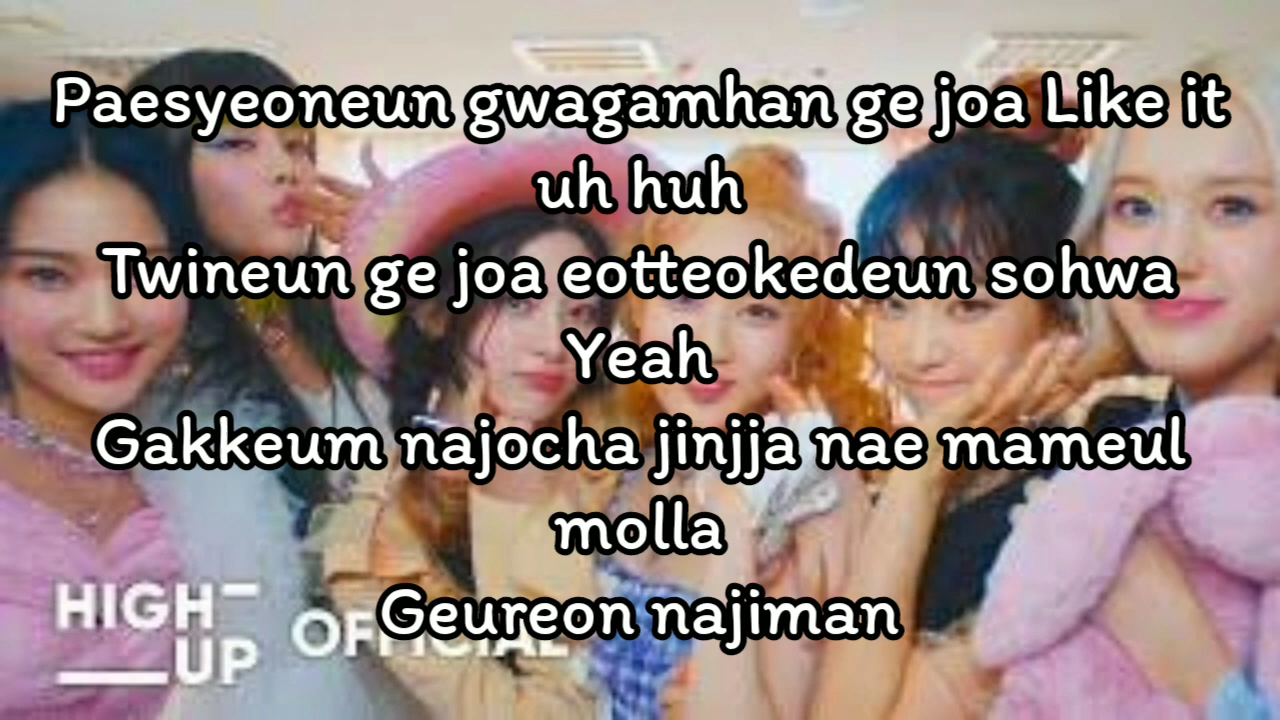 Paesyeoneun gwagamhan ge joa Like it
uh huh
Twineun ge joa eotteokedeun sohwa
Yeah
Gakkeum najocha jinjja nae mameul
molla
Geureon najiman
HIGH
UP
OFFICIAL